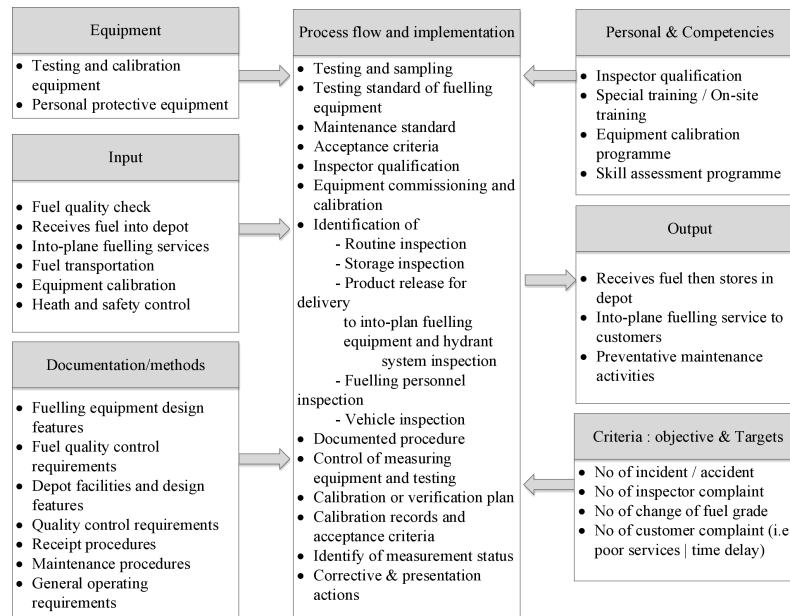 Equipment
• Testing and calibration
equipment
• Personal protective equipment
Input
• Fuel quality check
• Receives fuel into depot
• Into-plane fuelling services
• Fuel transportation
• Equipment calibration
• Heath and safety control
Documentation/methods
• Fuelling equipment design
features
• Fuel quality control
requirements
• Depot facilities and design
features
• Quality control requirements
• Receipt procedures
• Maintenance procedures
• General operating
requirements
Process flow and implementation
• Testing and sampling
• Testing standard of fuelling
equipment
• Maintenance standard
• Acceptance criteria
• Inspector qualification
• Equipment commissioning and
calibration
• Identification of
- Routine inspection
- Storage inspection
- Product release for
delivery
to into-plan fuelling
equipment and hydrant
system inspection
- Fuelling personnel
inspection
- Vehicle inspection
• Documented procedure
• Control of measuring
equipment and testing
• Calibration or verification plan
• Calibration records and
acceptance criteria
• Identify of measurement status
• Corrective & presentation
actions
Personal & Competencies
• Inspector qualification
• Special training / On-site
training
• Equipment calibration
programme
• Skill assessment programme
Output
• Receives fuel then stores in
depot
• Into-plane fuelling service to
customers
• Preventative maintenance
activities
Criteria : objective & Targets
• No of incident / accident
• No of inspector complaint
• No of change of fuel grade
• No of customer complaint (i.e
poor services | time delay)